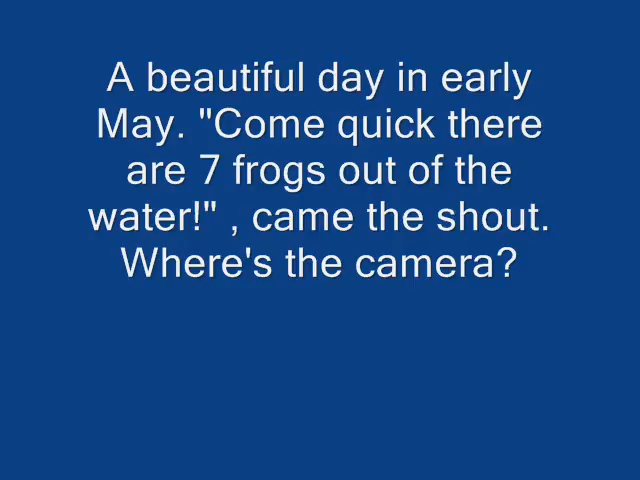 A beautiful day in early
May. "Come quick there
are 7 frogs out of the
water!" , came the shout.
Where's the camera?